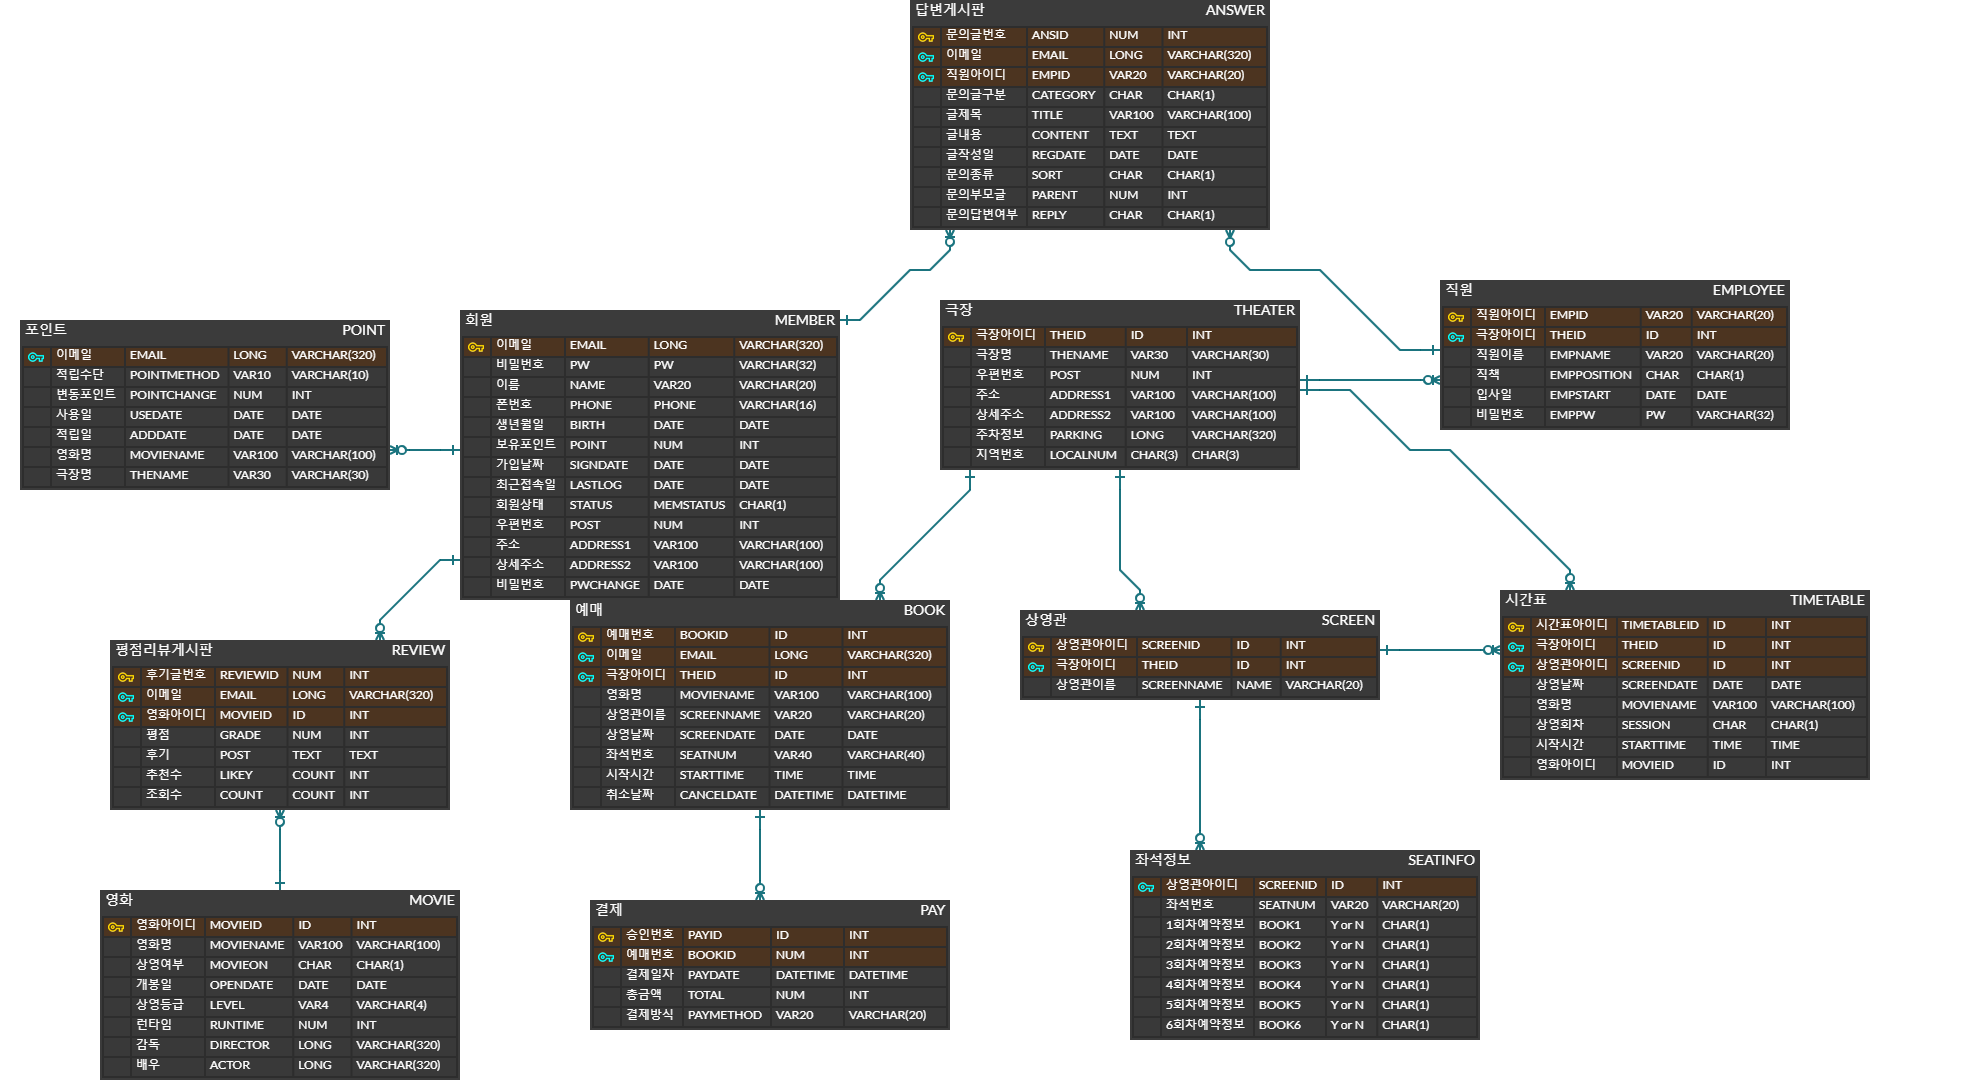 답변게시판 ANSWER
문의글번호 ANSID NUM INT
이메일 EMAIL LONG VARCHAR(320)
직원아이디 EMPID VAR20 VARCHAR(20)
문의글구분 CATEGORY CHAR CHAR(1)
글제목 TITLE VAR100 VARCHAR(100)
글내용 CONTENT TEXT TEXT
글작성일 REGDATE DATE DATE
문의종류 SORT CHAR CHAR(1)
문의부모글 PARENT NUM INT
문의답변여부 REPLY CHAR CHAR(1)
포인트 POINT
이메일 EMAIL LONG VARCHAR(320)
적립수단 POINTMETHOD VAR10 VARCHAR(10)
변동포인트 POINTCHANGE NUM INT
사용일 USEDATE DATE DATE
적립일 ADDDATE DATE DATE
영화명 MOVIENAME VAR100 VARCHAR(100)
극장명 THENAME VAR30 VARCHAR(30)
회원 MEMBER
이메일 EMAIL LONG VARCHAR(320)
비밀번호 PW PW VARCHAR(32)
이름 NAME VAR20 VARCHAR(20)
폰번호 PHONE PHONE VARCHAR(16)
생년월일 BIRTH DATE DATE
보유포인트 POINT NUM INT
가입날짜 SIGNDATE DATE DATE
최근접속일 LASTLOG DATE DATE
회원상태 STATUS MEMSTATUS CHAR(1)
우편번호 POST NUM INT
주소 ADDRESS1 VAR100 VARCHAR(100)
상세주소 ADDRESS2 VAR100 VARCHAR(100)
비밀번호 PWCHANGE DATE DATE
극장 THEATER
극장아이디 THEID ID INT
극장명 THENAME VAR30 VARCHAR(30)
우편번호 POST NUM INT
주소 ADDRESS1 VAR100 VARCHAR(100)
상세주소 ADDRESS2 VAR100 VARCHAR(100)
주차정보 PARKING LONG VARCHAR(320)
지역번호 LOCALNUM CHAR(3) CHAR(3)
직원 EMPLOYEE
직원아이디 EMPID VAR20 VARCHAR(20)
극장아이디 THEID ID INT
직원이름 EMPNAME VAR20 VARCHAR(20)
직책 EMPPOSITION CHAR CHAR(1)
입사일 EMPSTART DATE DATE
비밀번호 EMPPW PW VARCHAR(32)
평점리뷰게시판 REVIEW
후기글번호 REVIEWID NUM INT
이메일 EMAIL LONG VARCHAR(320)
영화아이디 MOVIEID ID INT
평점 GRADE NUM INT
후기 POST TEXT TEXT
추천수 LIKEY COUNT INT
조회수 COUNT COUNT INT
예매 BOOK
예매번호 BOOKID ID INT
이메일 EMAIL LONG VARCHAR(320)
극장아이디 THEID ID INT
영화명 MOVIENAME VAR100 VARCHAR(100)
상영관이름 SCREENNAME VAR20 VARCHAR(20)
상영날짜 SCREENDATE DATE DATE
좌석번호 SEATNUM VAR40 VARCHAR(40)
시작시간 STARTTIME TIME TIME
취소날짜 CANCELDATE DATETIME DATETIME
상영관 SCREEN
상영관아이디 SCREENID ID INT
극장아이디 THEID ID INT
상영관이름 SCREENNAME NAME VARCHAR(20)
시간표 TIMETABLE
시간표아이디 TIMETABLEID ID INT
극장아이디 THEID ID INT
상영관아이디 SCREENID ID INT
상영날짜 SCREENDATE DATE DATE
영화명 MOVIENAME VAR100 VARCHAR(100)
상영회차 SESSION CHAR CHAR(1)
시작시간 STARTTIME TIME TIME
영화아이디 MOVIEID ID INT
영화 MOVIE
영화아이디 MOVIEID ID INT
영화명 MOVIENAME VAR100 VARCHAR(100)
상영여부 MOVIEON CHAR CHAR(1)
개봉일 OPENDATE DATE DATE
상영등급 LEVEL VAR4 VARCHAR(4)
런타임 RUNTIME NUM INT
감독 DIRECTOR LONG VARCHAR(320)
배우 ACTOR LONG VARCHAR(320)
결제 PAY
승인번호 PAYID ID INT
예매번호 BOOKID NUM INT
결제일자 PAYDATE DATETIME DATETIME
총금액 TOTAL NUM INT
결제방식 PAYMETHOD VAR20 VARCHAR(20)
좌석정보 SEATINFO
상영관아이디 SCREENID ID INT
좌석번호 SEATNUM VAR20 VARCHAR(20)
1회차예약정보 BOOK1 Y or N CHAR(1)
2회차예약정보 BOOK2 Y or N CHAR(1)
3회차예약정보 BOOK3 Y or N CHAR(1)
4회차예약정보 BOOK4 Y or N CHAR(1)
5회차예약정보 BOOK5 Y or N CHAR(1)
6회차예약정보 BOOK6 Y or N CHAR(1)